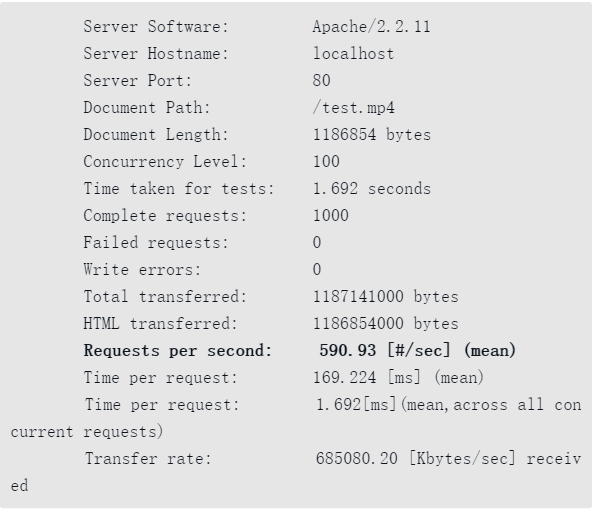 Server Software: Apache/2.2.11
Server Hostname: localhost
Server Port: 80
Document Path: /test.mp4
Document Length: 1186854 bytes
Concurrency Level: 100
Time taken for tests: 1.692 seconds
Complete requests: 1000
Failed requests: 0
Write errors: 0
Total transferred: 1187141000 bytes
HTML transferred: 1186854000 bytes
Requests per second: 590.93 [#/sec] (mean)
Time per request: 169.224 [ms] (mean)
Time per request: 1.692[ms](mean,across all con
current requests)
Transfer rate: 685080.20 [Kbytes/sec] receiv
ed